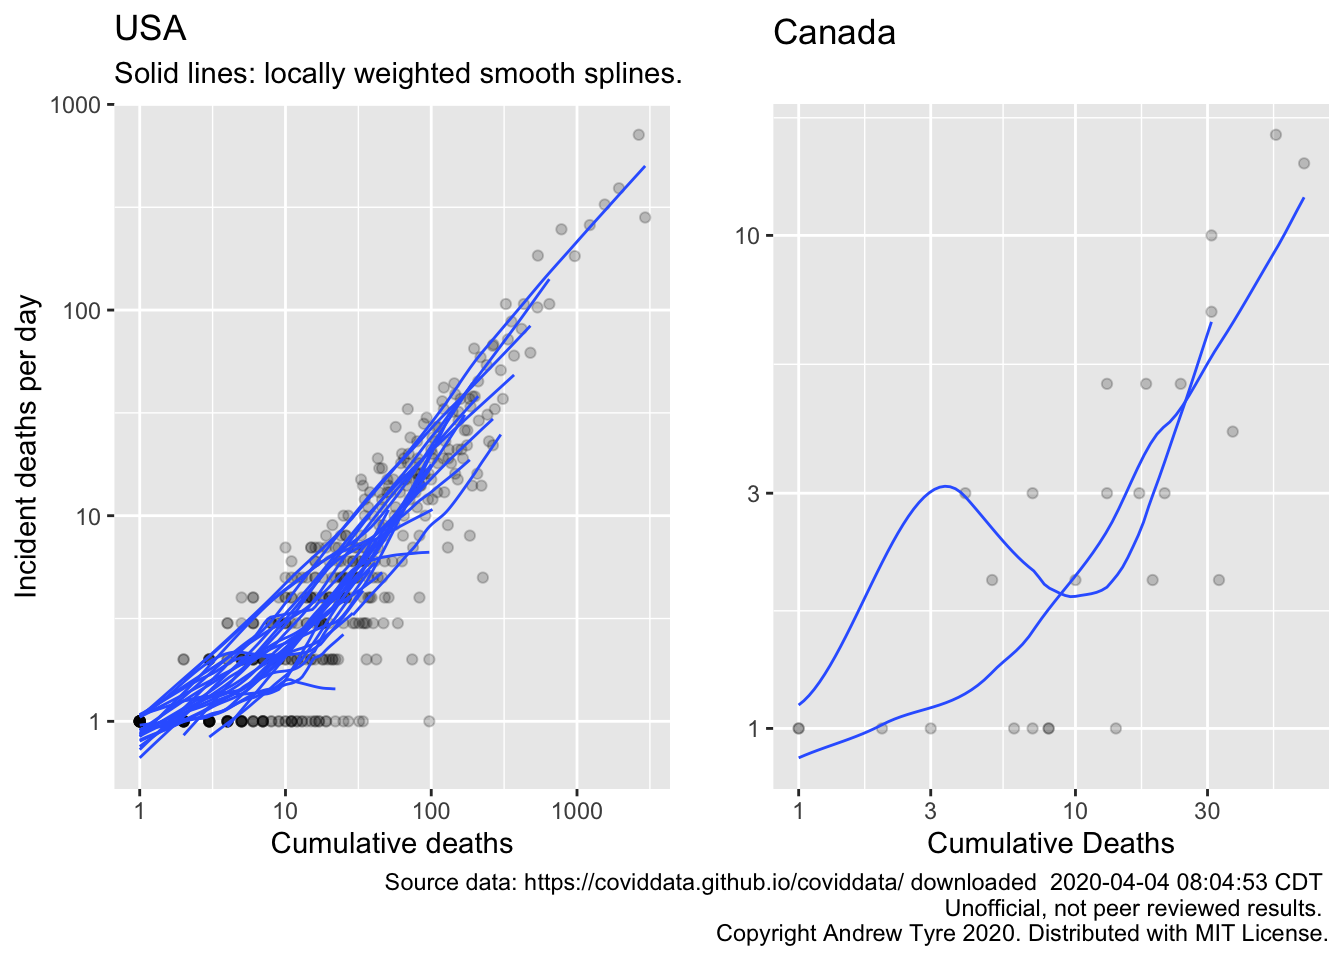 USA
Solid lines: locally weighted smooth splines.
1000
100
10
1
Incident deaths per day
1 10 100 1000
Cumulative deaths
Canada
10
3
1
1 3 10 30
Cumulative Deaths
Source data: https://coviddata.github.io/coviddata/ downloaded  2020-04-04 08:04:53 CDT
Unofficial, not peer reviewed results.
Copyright Andrew Tyre 2020. Distributed with MIT License.